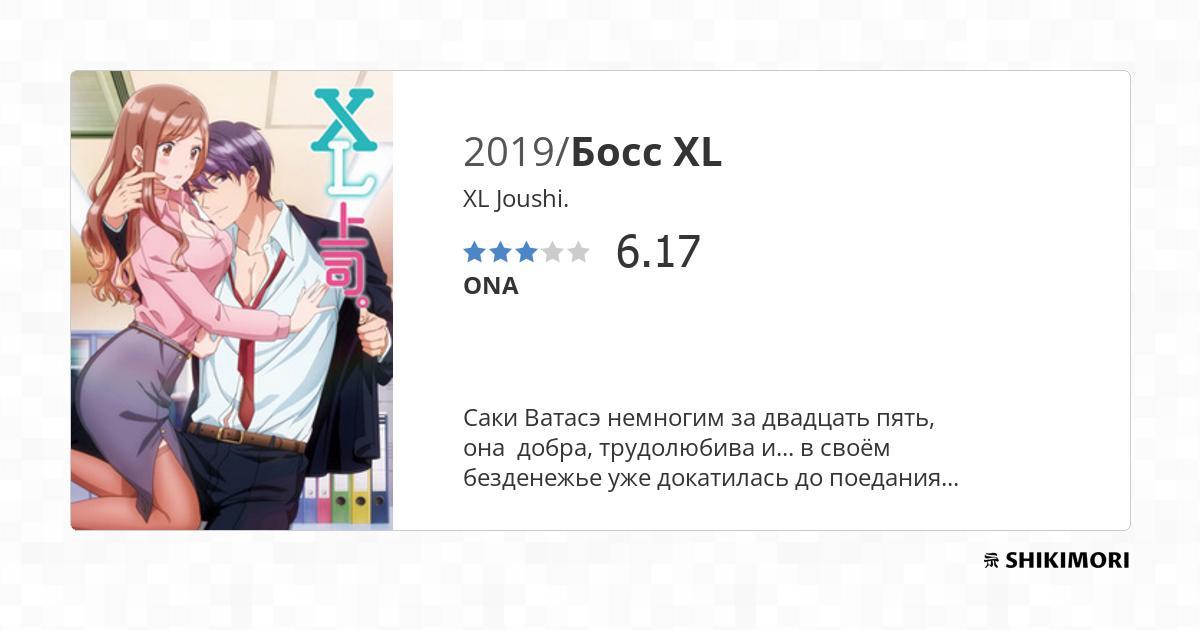 XL上司。
2019/Босс XL
XL Joushi.
6.17
ONA
Саки Ватасэ немногим за двадцать пять,
она  добра, трудолюбива и... в своём
безденежье уже докатилась до поедания...
SHIKIMORI